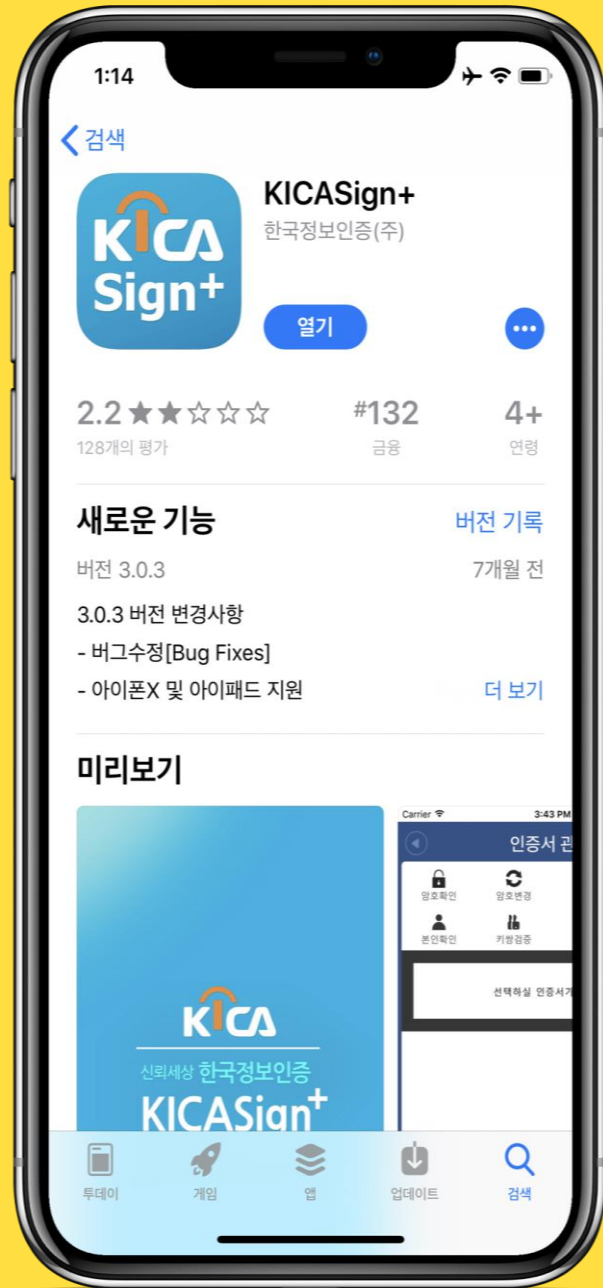 1:14
검색
KICA
Sign+
KICASign+
한국정보인증(주)
열기
2.2 ★★☆☆☆
#132
4+
128개의 평가
금융
연령
새로운 기능
버전 기록
버전 3.0.3
7개월 전
3.0.3 버전 변경사항
- 버그수정[Bug Fixes]
- 아이폰X 및 아이패드 지원
더 보기
미리보기
KICA
신뢰세상 한국정보인증
KICASign+
Carrier
3:43 PM
인증서 관
암호확인
암호변경
본인확인
키쌍검증
선택하실 인증서가
투데이
게임
앱
업데이트
검색